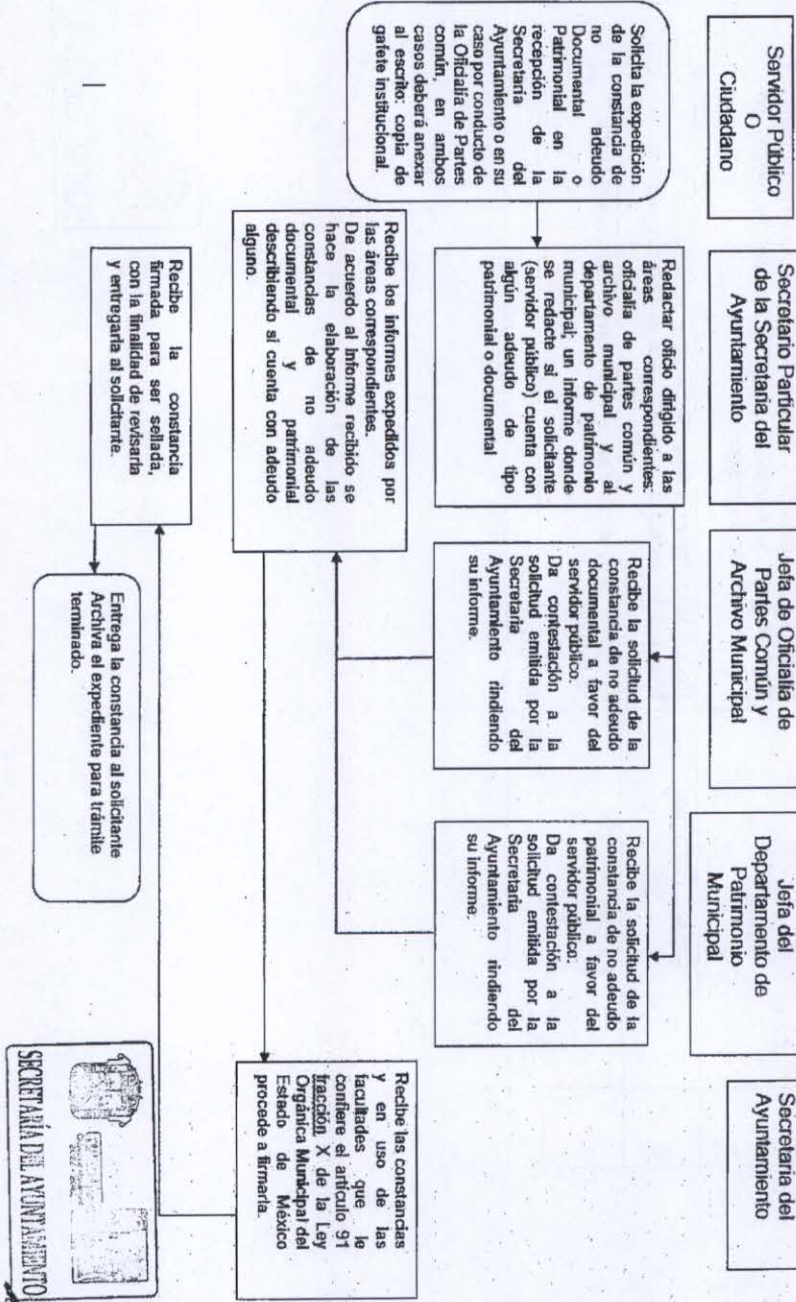 Servidor Público
O
Ciudadano
Secretario Particular
de la Secretaria del
Ayuntamiento
Jefa de Oficialía de
Partes Común y
Archivo Municipal
Jefa del
Departamento de
Patrimonio
Municipal
Secretaria del
Ayuntamiento
Solicita la expedición
de la constancia de
no adeudo
Documental o
Patrimonial en la
recepción de la
Secretaria del
Ayuntamiento o en su
caso por conducto de
la Oficialía de Partes
común, en ambos
casos deberá anexar
al escrito: copia de
gafete institucional.
Redactar oficio dirigido a las
áreas correspondientes:
oficialía de partes común y
archivo municipal y al
departamento de patrimonio
municipal; un informe donde
se redacte si el solicitante
(servidor público) cuenta con
algún adeudo de tipo
patrimonial o documental
Recibe la solicitud de la
constancia de no adeudo
documental a favor del
servidor público.
Da contestación a la
solicitud emitida por la
Secretaria del
Ayuntamiento rindiendo
su informe.
Recibe la solicitud de la
constancia de no adeudo
patrimonial a favor del
servidor público.
Da contestación a la
solicitud emitida por la
Secretaria del
Ayuntamiento rindiendo
su informe.
Recibe los informes expedidos por
las áreas correspondientes.
De acuerdo al informe recibido se
hace la elaboración de las
constancias de no adeudo
documental y patrimonial
describiendo si cuenta con adeudo
alguno.
Recibe las constancias
y en uso de las
facultades que le
confiere el artículo 91
fracción X de la Ley
Orgánica Municipal del
Estado de México
procede a firmarla.
Recibe la constancia
firmada para ser sellada,
con la finalidad de revisarla
y entregarla al solicitante.
Entrega la constancia al solicitante
Archiva el expediente para trámite
terminado.
SECRETARÍA DEL AYUNTAMIENTO